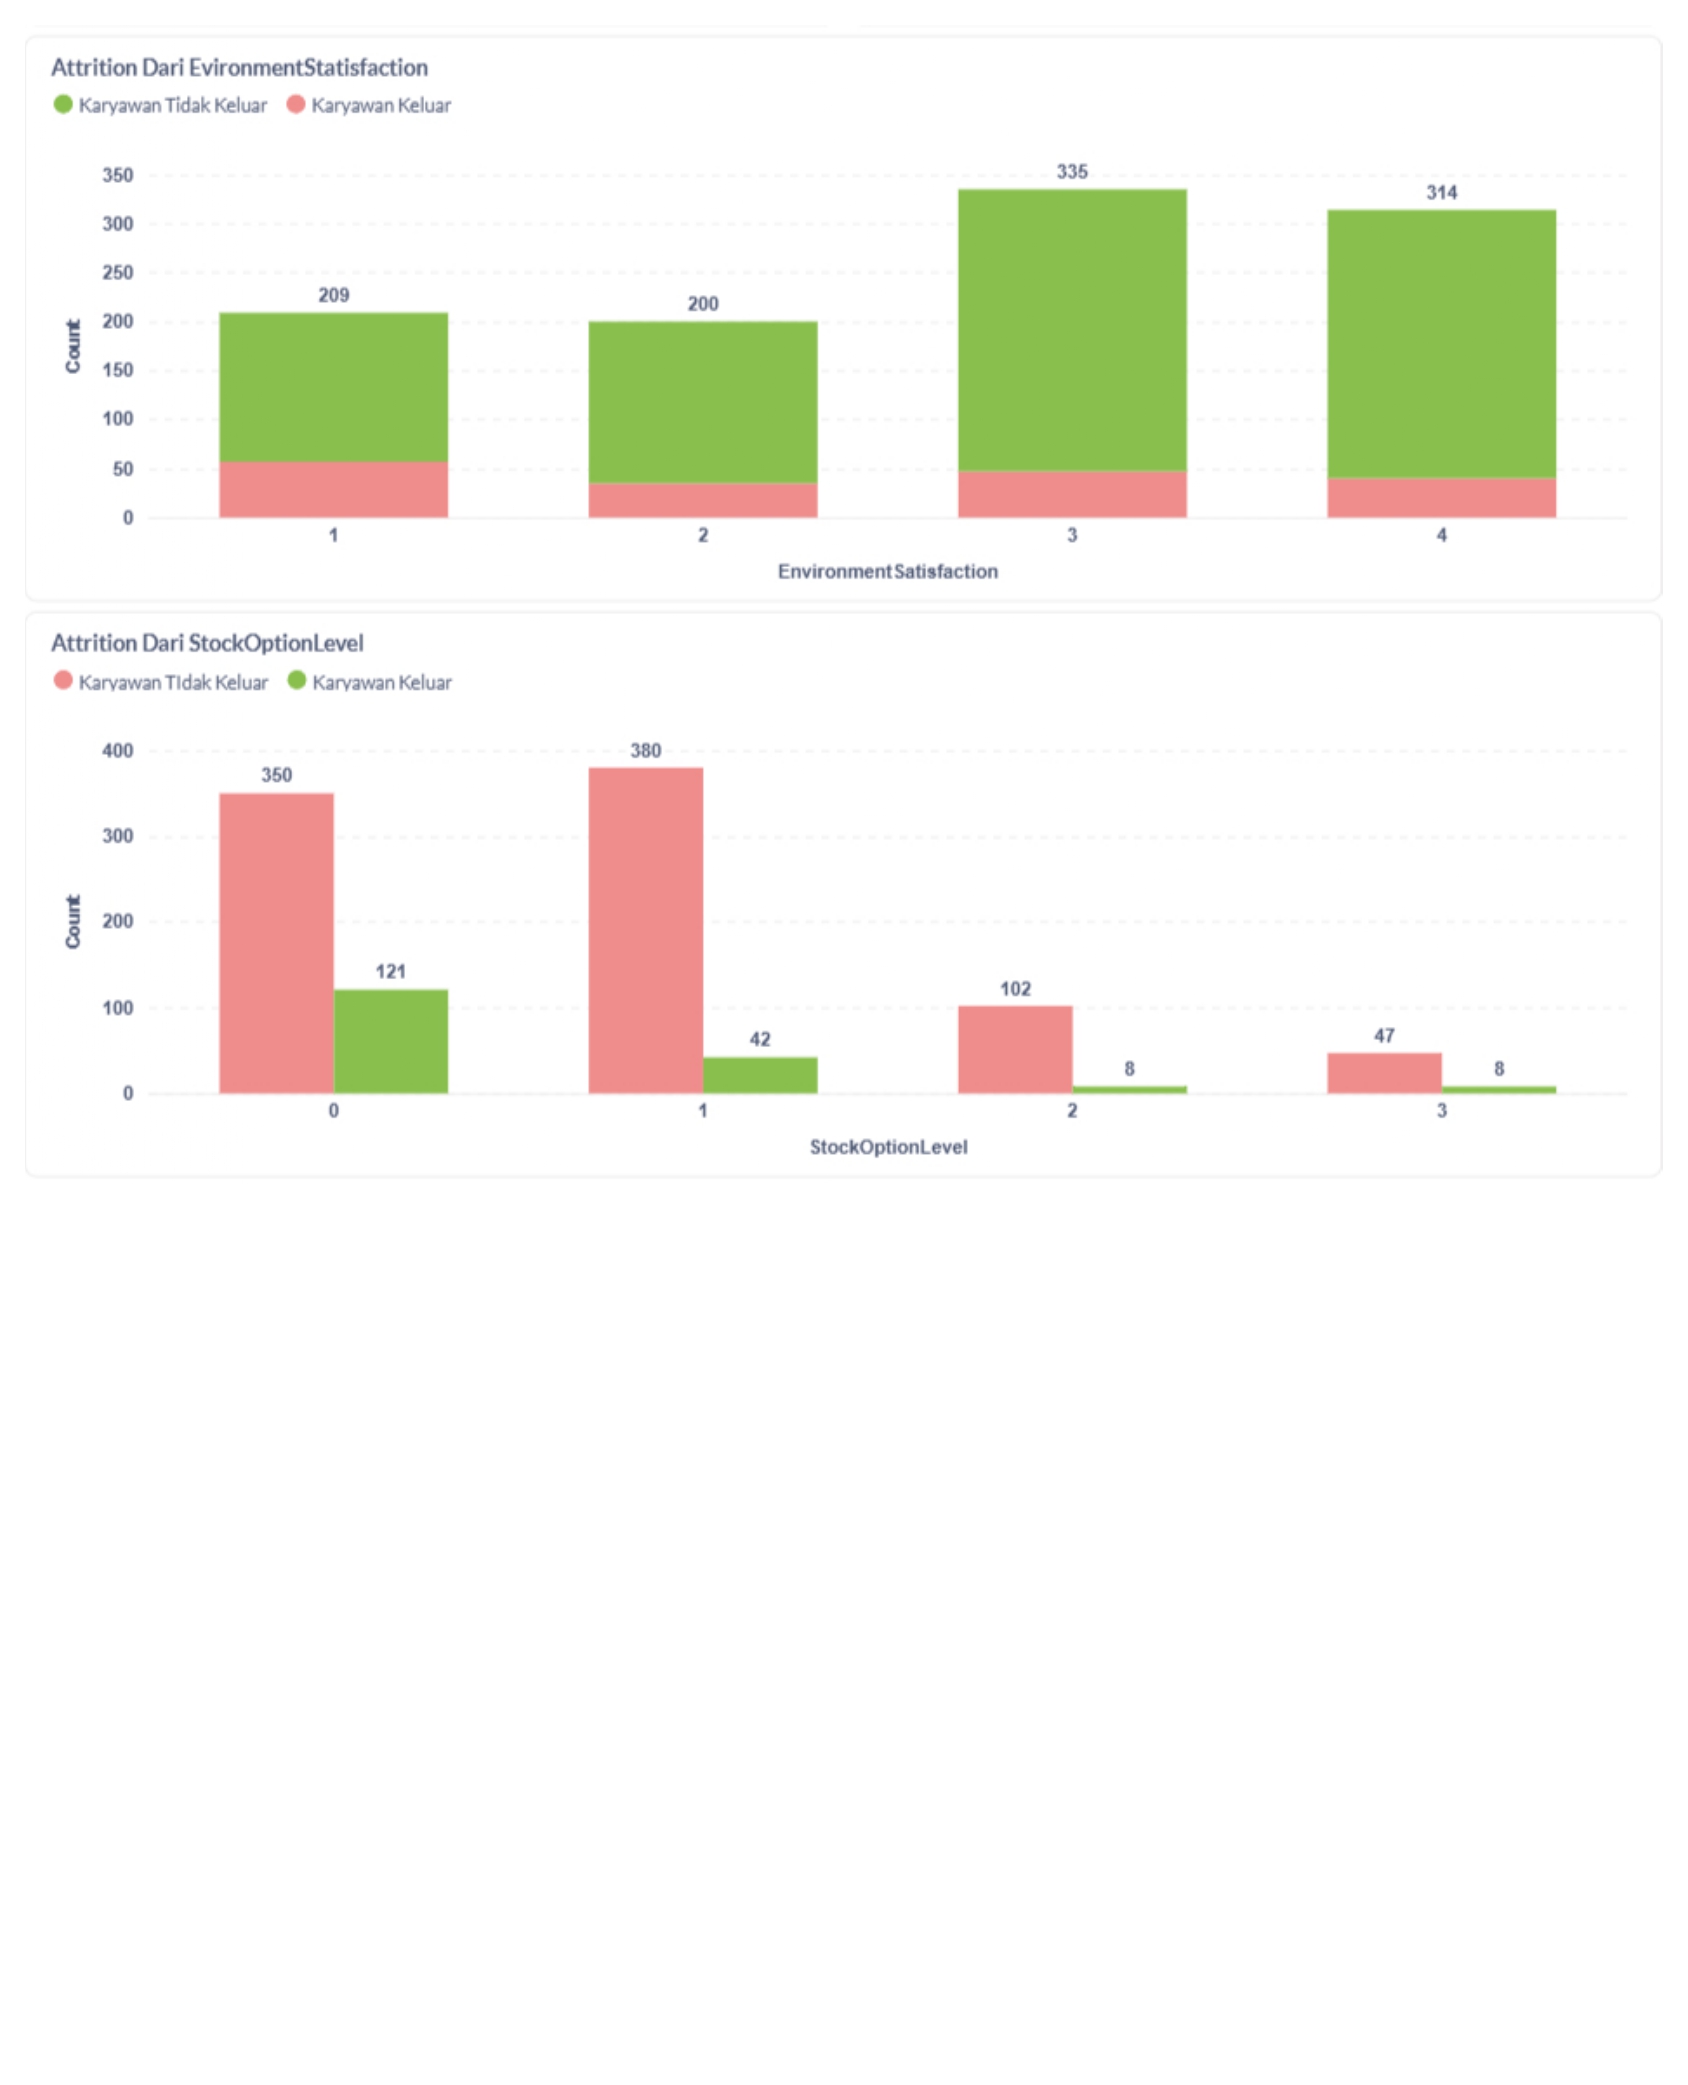 Attrition Dari EvironmentStatisfaction
Karyawan Tidak Keluar Karyawan Keluar
335
350
314
300
250
209
200
200
Count
150
100
50
0
1 2 3 4
EnvironmentSatisfaction
Attrition Dari StockOptionLevel
Karyawan TIdak Keluar Karyawan Keluar
400 380
350
300
Count
200
121
102
100
42
47
8 8
0
0 1 2 3
StockOptionLevel